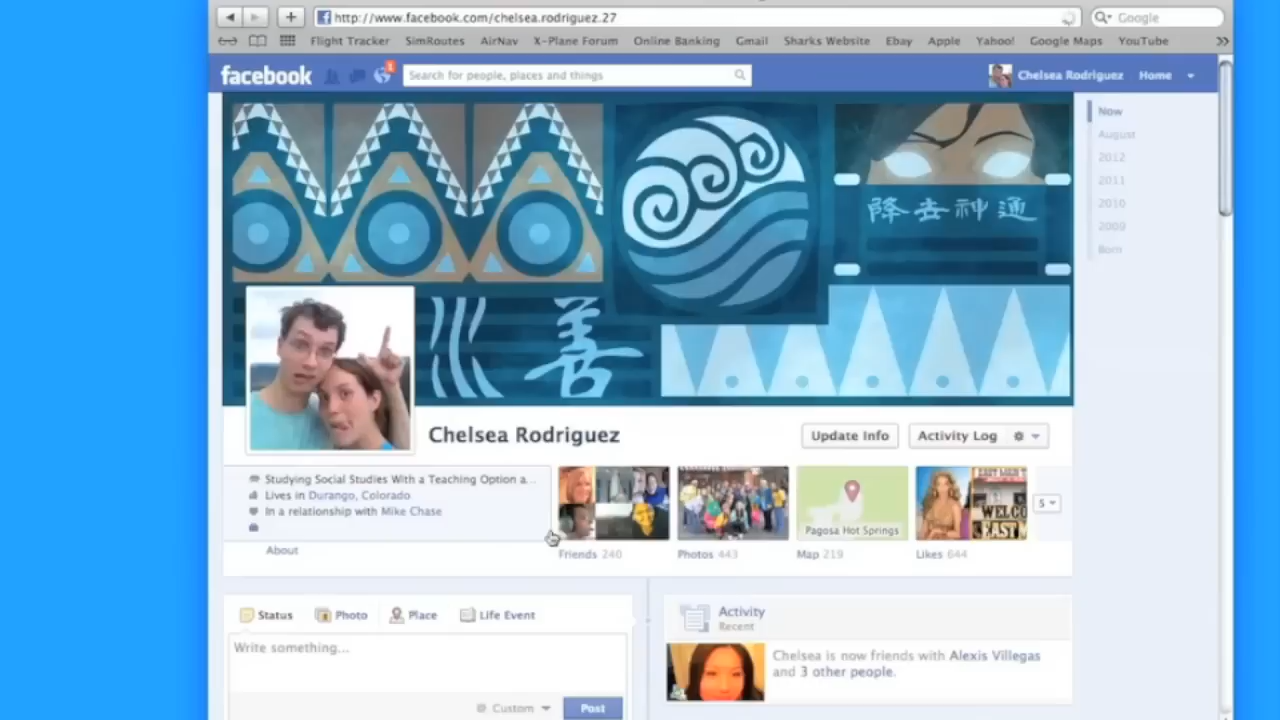 http://www.facebook.com/chelsea.rodriguez.27
Google
Flight Tracker SimRoutes AirNav X-Plane Forum Online Banking Gmail Sharks Website Ebay Apple Yahoo! Google Maps YouTube
facebook
1
Search for people, places and things
Chelsea Rodriguez Home
Now
August
2012
2011
2010
2009
Born
降世神通
善
Chelsea Rodriguez
Update Info
Activity Log
Studying Social Studies With a Teaching Option a...
Lives in Durango, Colorado
In a relationship with Mike Chase
About
Pagosa Hot Springs
WELCO
EAST M
5
Friends 240
Photos 443
Map 219
Likes 644
Status Photo Place Life Event
Write something...
Custom
Post
Activity
Recent
Chelsea is now friends with Alexis Villegas
and 3 other people.